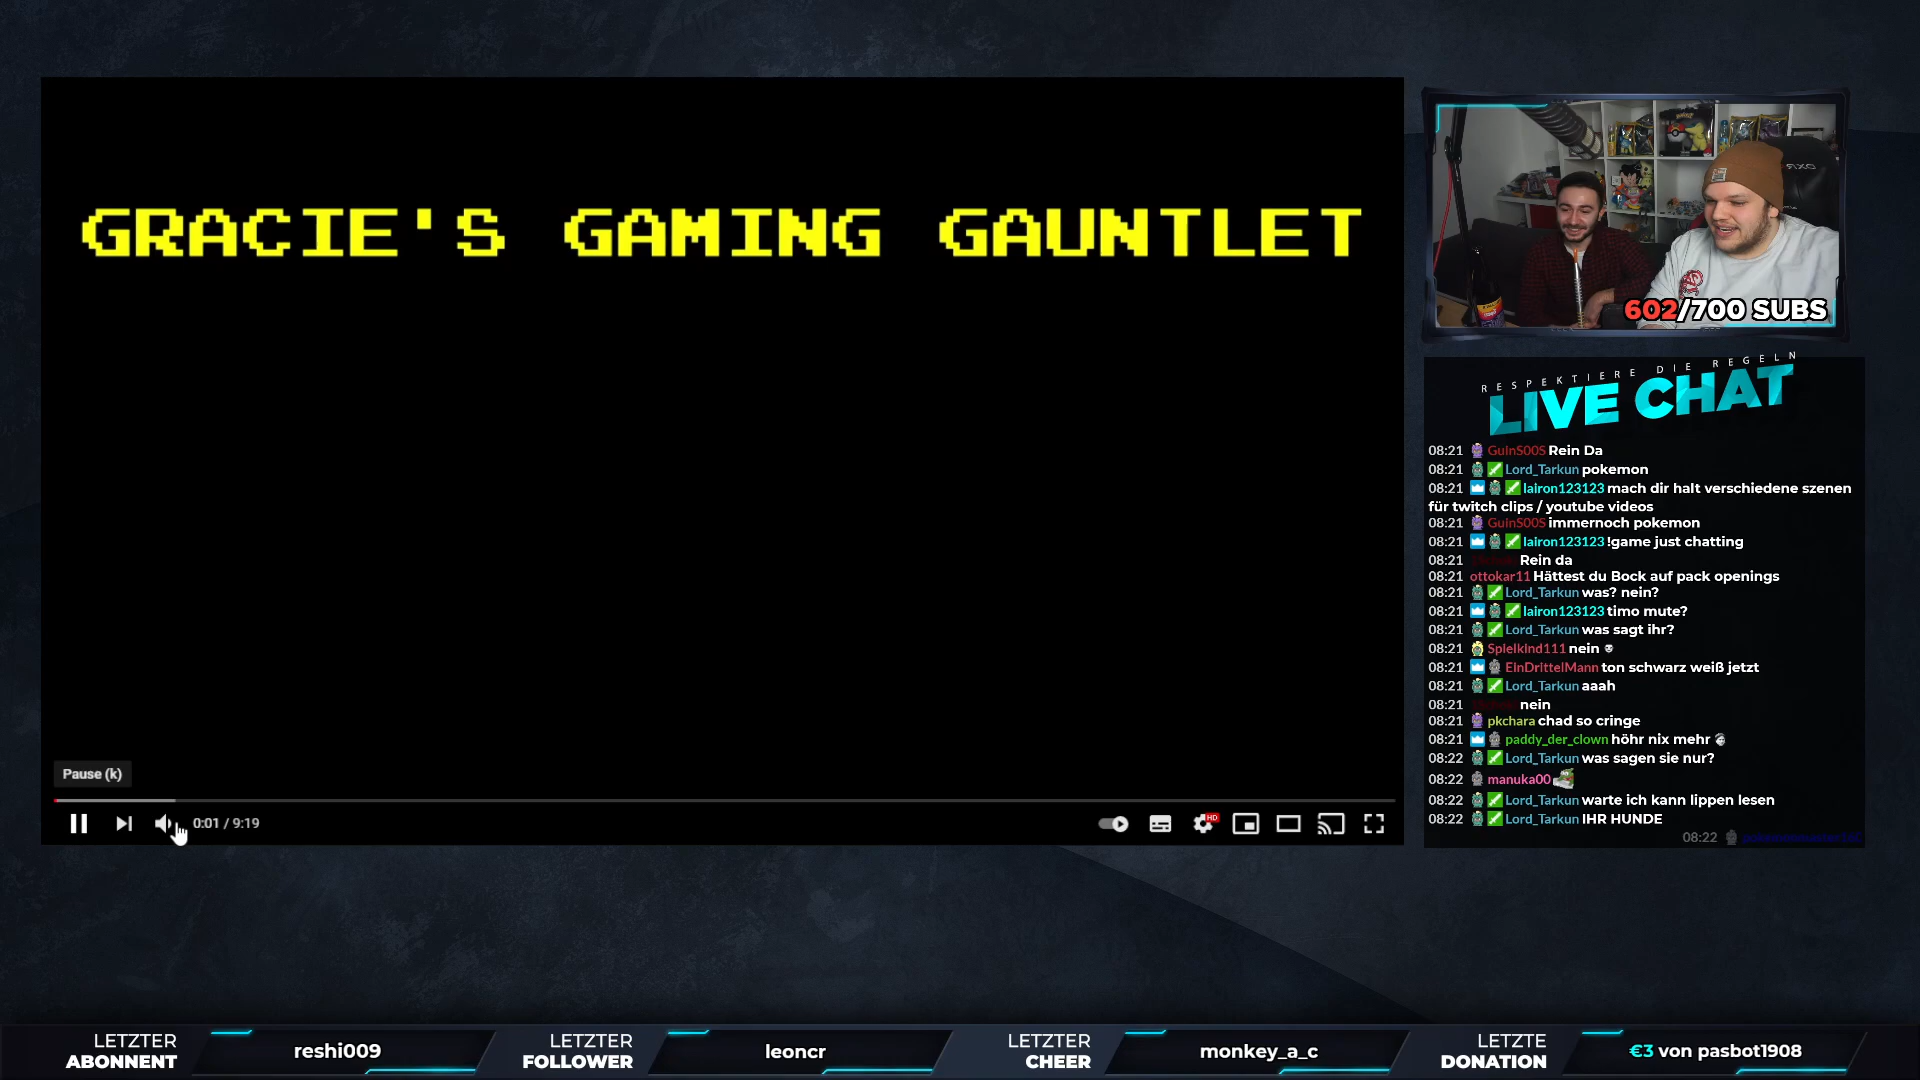 GRACIE'S GAMING GAUNTLET
Pause (k)
0:01 / 9:19
HD
602/700 SUBS
RESPEKTIERE DIE REGELN
LIVE CHAT
08:21 GuinS00S Rein Da
08:21 Lord_Tarkun pokemon
08:21 lairon123123 mach dir halt verschiedene szenen
für twitch clips / youtube videos
08:21 GuinS00S immernoch pokemon
08:21 lairon123123 !game just chatting
08:21 Rein da
08:21 ottokar11 Hättest du Bock auf pack openings
08:21 Lord_Tarkun was? nein?
08:21 lairon123123 timo mute?
08:21 Lord_Tarkun was sagt ihr?
08:21 Spielkind111 nein
08:21 EinDrittelMann ton schwarz weiß jetzt
08:21 Lord_Tarkun aaah
08:21 nein
08:21 pkchara chad so cringe
08:21 paddy_der_clown höhr nix mehr
08:22 Lord_Tarkun was sagen sie nur?
08:22 manuka00
08:22 Lord_Tarkun warte ich kann lippen lesen
08:22 Lord_Tarkun IHR HUNDE
08:22
LETZTER ABONNENT
reshi009
LETZTER FOLLOWER
leoncr
LETZTER CHEER
monkey_a_c
LETZTE DONATION
€3 von pasbot1908